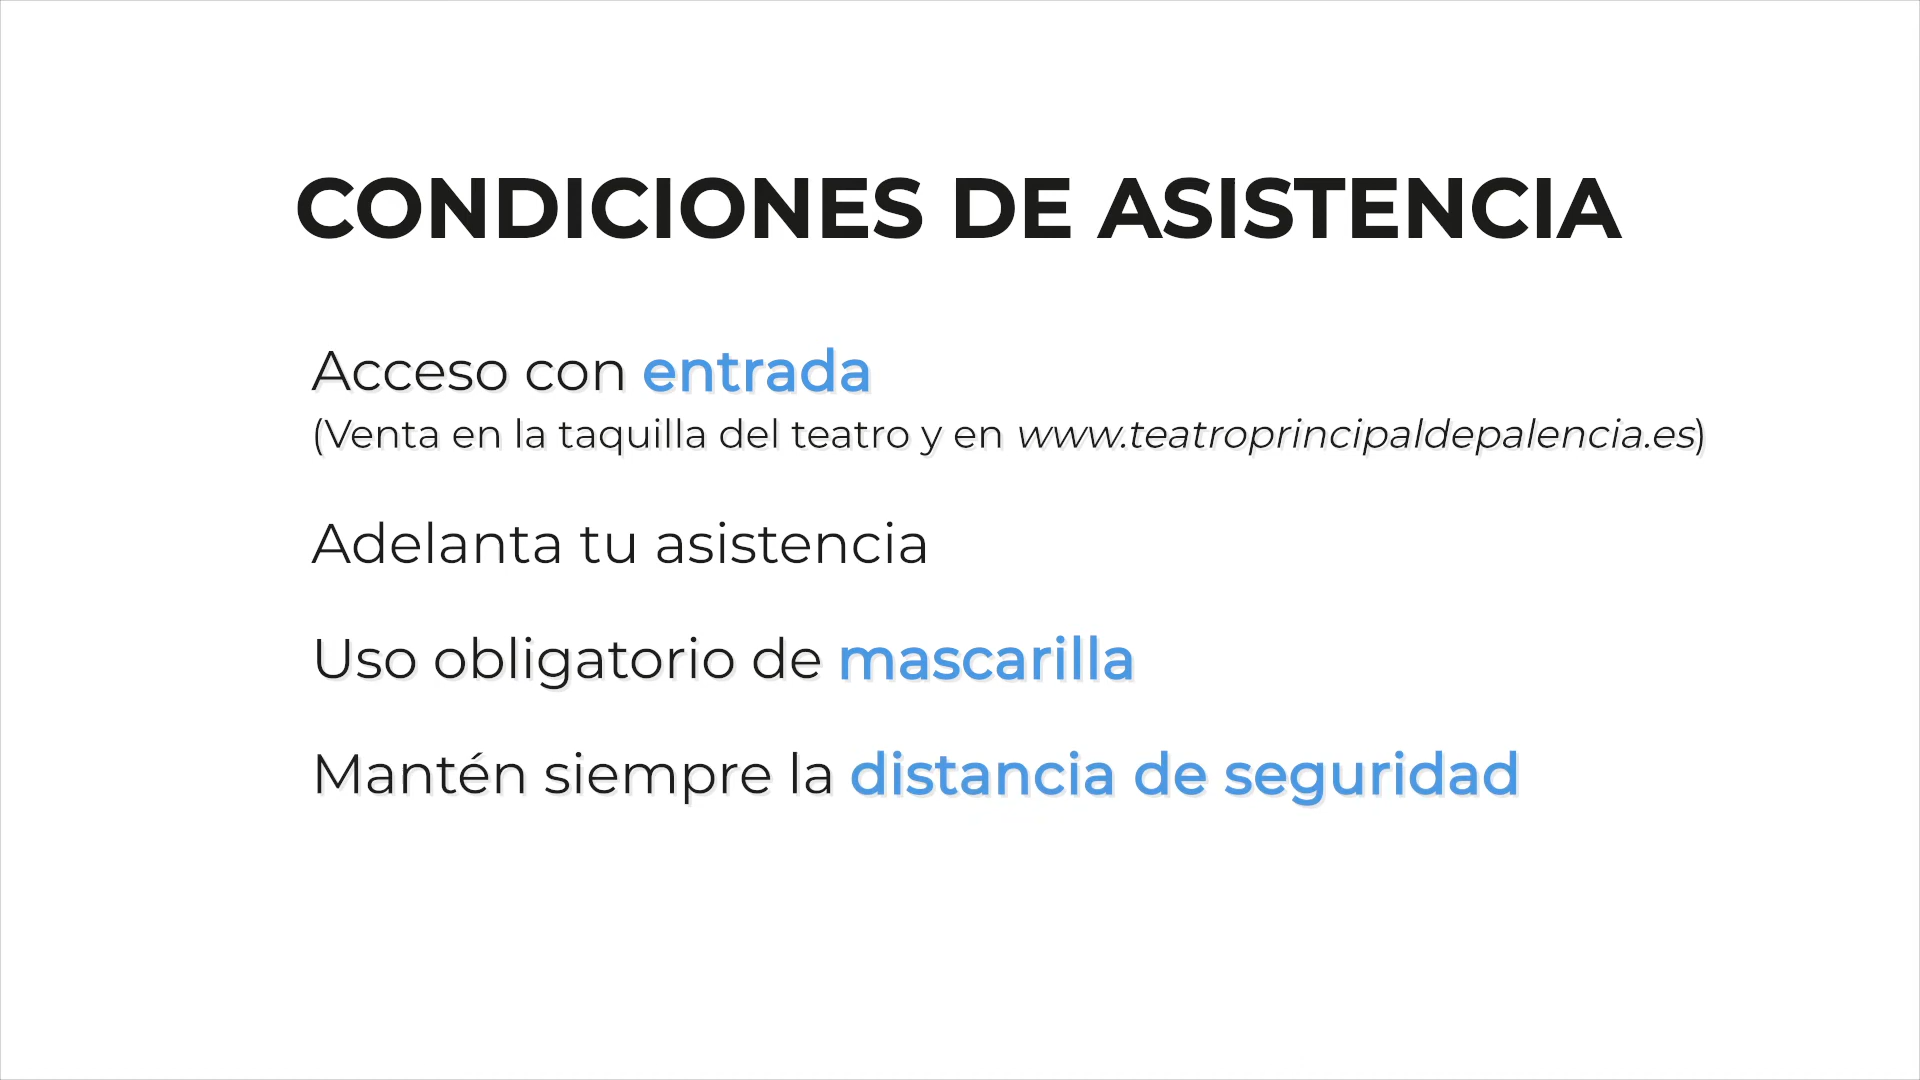 CONDICIONES DE ASISTENCIA
Acceso con entrada
(Venta en la taquilla del teatro y en www.teatroprincipaldepalencia.es)
Adelanta tu asistencia
Uso obligatorio de mascarilla
Mantén siempre la distancia de seguridad